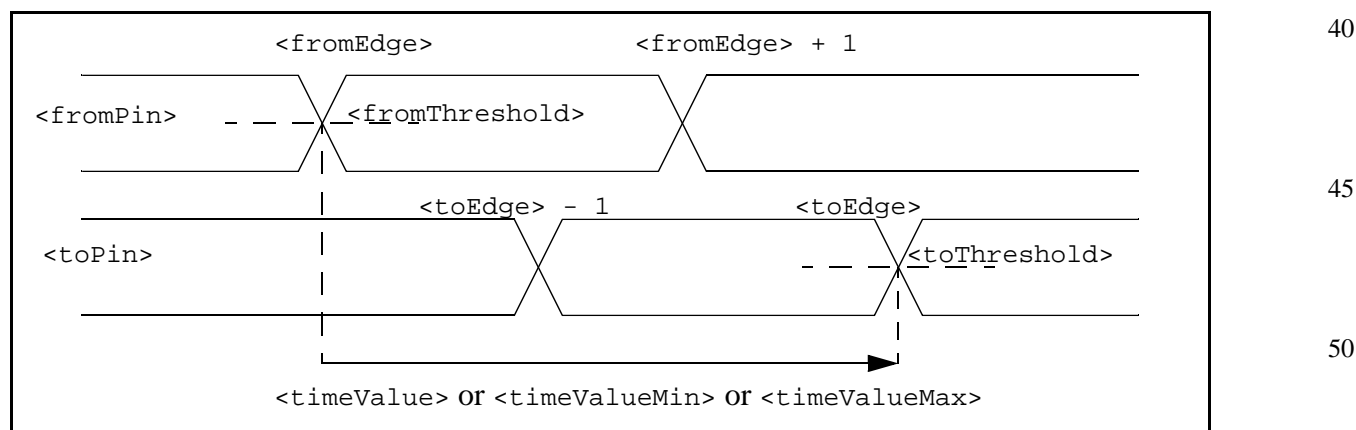 40
<fromEdge> <fromEdge> + 1
<fromPin> <fromThreshold>
45
<toEdge> - 1 <toEdge>
<toPin> <toThreshold>
50
<timeValue> or <timeValueMin> or <timeValueMax>